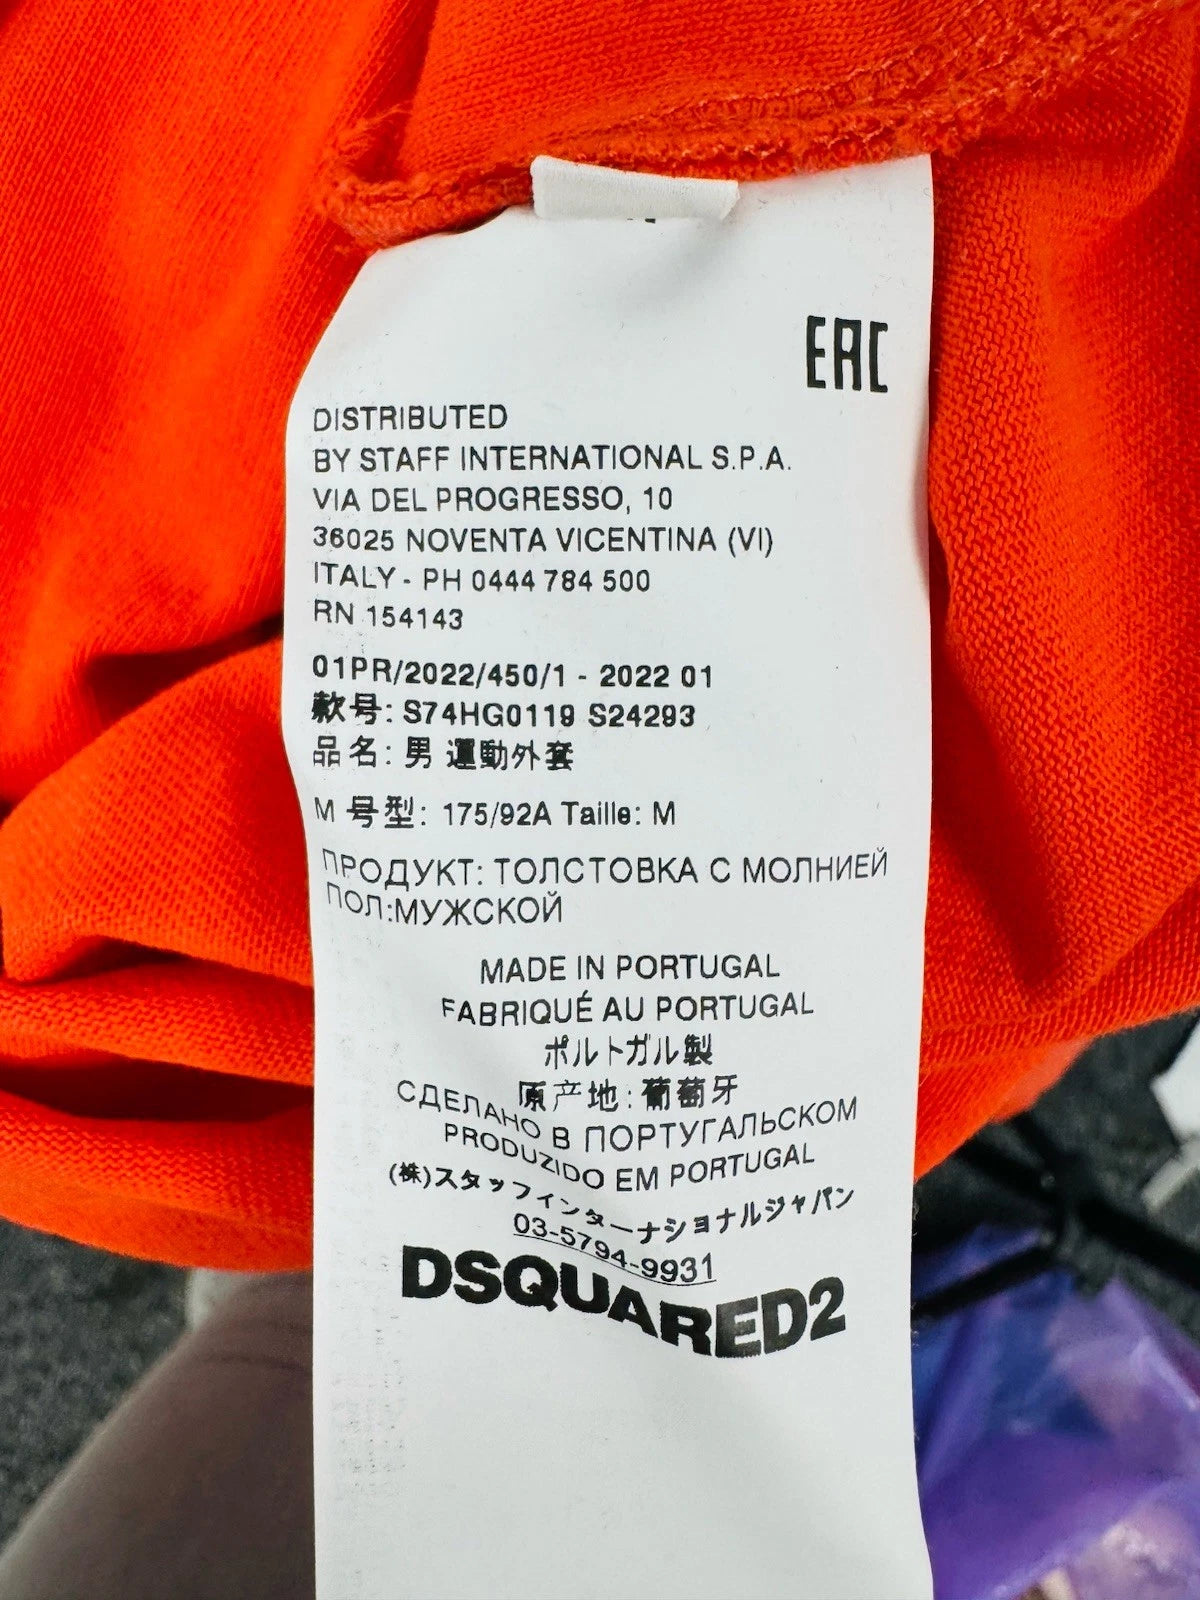 EAC
DISTRIBUTED
BY STAFF INTERNATIONAL S.P.A.
VIA DEL PROGRESSO, 10
36025 NOVENTA VICENTINA (VI)
ITALY - PH 0444 784 500
RN 154143
01PR/2022/450/1 - 2022 01
款号: S74HG0119 S24293
品名: 男 運動外套
M 号型: 175/92A Taille: M
ПРОДУКТ: ТОЛСТОВКА С МОЛНИЕЙ
ПОЛ:МУЖСКОЙ
MADE IN PORTUGAL
FABRIQUÉ AU PORTUGAL
ポルトガル製
原产地: 葡萄牙
СДЕЛАНО В ПОРТУГАЛЬСКОМ
PRODUZIDO EM PORTUGAL
(株)スタッフインターナショナルジャパン
03-5794-9931
DSQUARED2